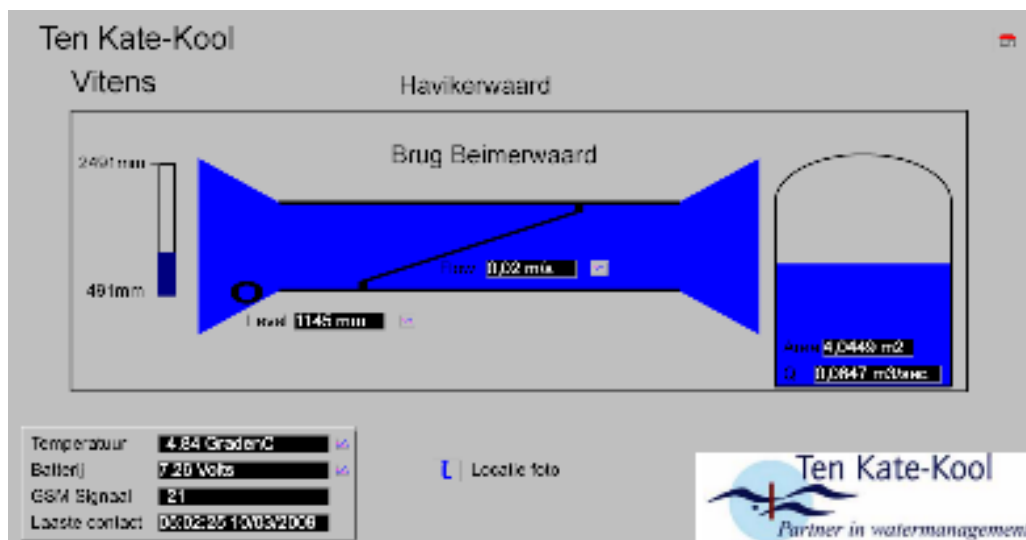 Ten Kate-Kool
Vitens
Havikerwaard
Brug Beimerwaard
2491mm
491mm
Flow 0,02 m/s
Level 1145 mm
Area 4,0449 m2
Q 0,0847 m3/sec
Temperatuur 4.84 GradenC
Batterij 7.20 Volts
GSM Signaal 21
Laaste contact
Locatie foto
Ten Kate-Kool
Partner in watermanagement